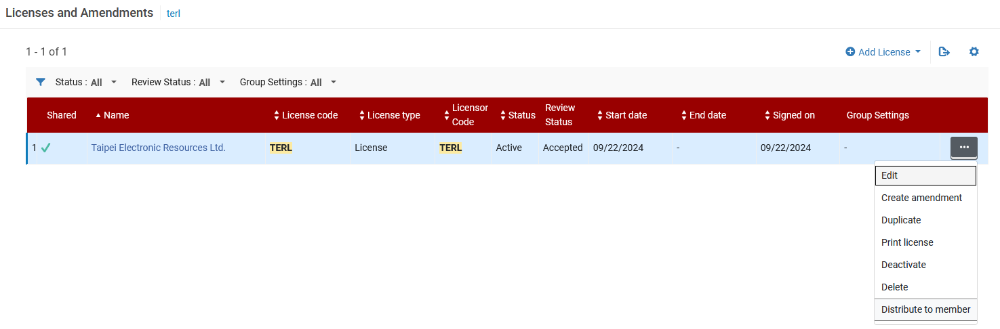 Licenses and Amendments terl
1 - 1 of 1 Add License
Status : All Review Status : All Group Settings : All
Shared Name License code License type Licensor Code Status Review Status Start date End date Signed on Group Settings
1 Taipei Electronic Resources Ltd. TERL License TERL Active Accepted 09/22/2024 - 09/22/2024 -
Edit
Create amendment
Duplicate
Print license
Deactivate
Delete
Distribute to member